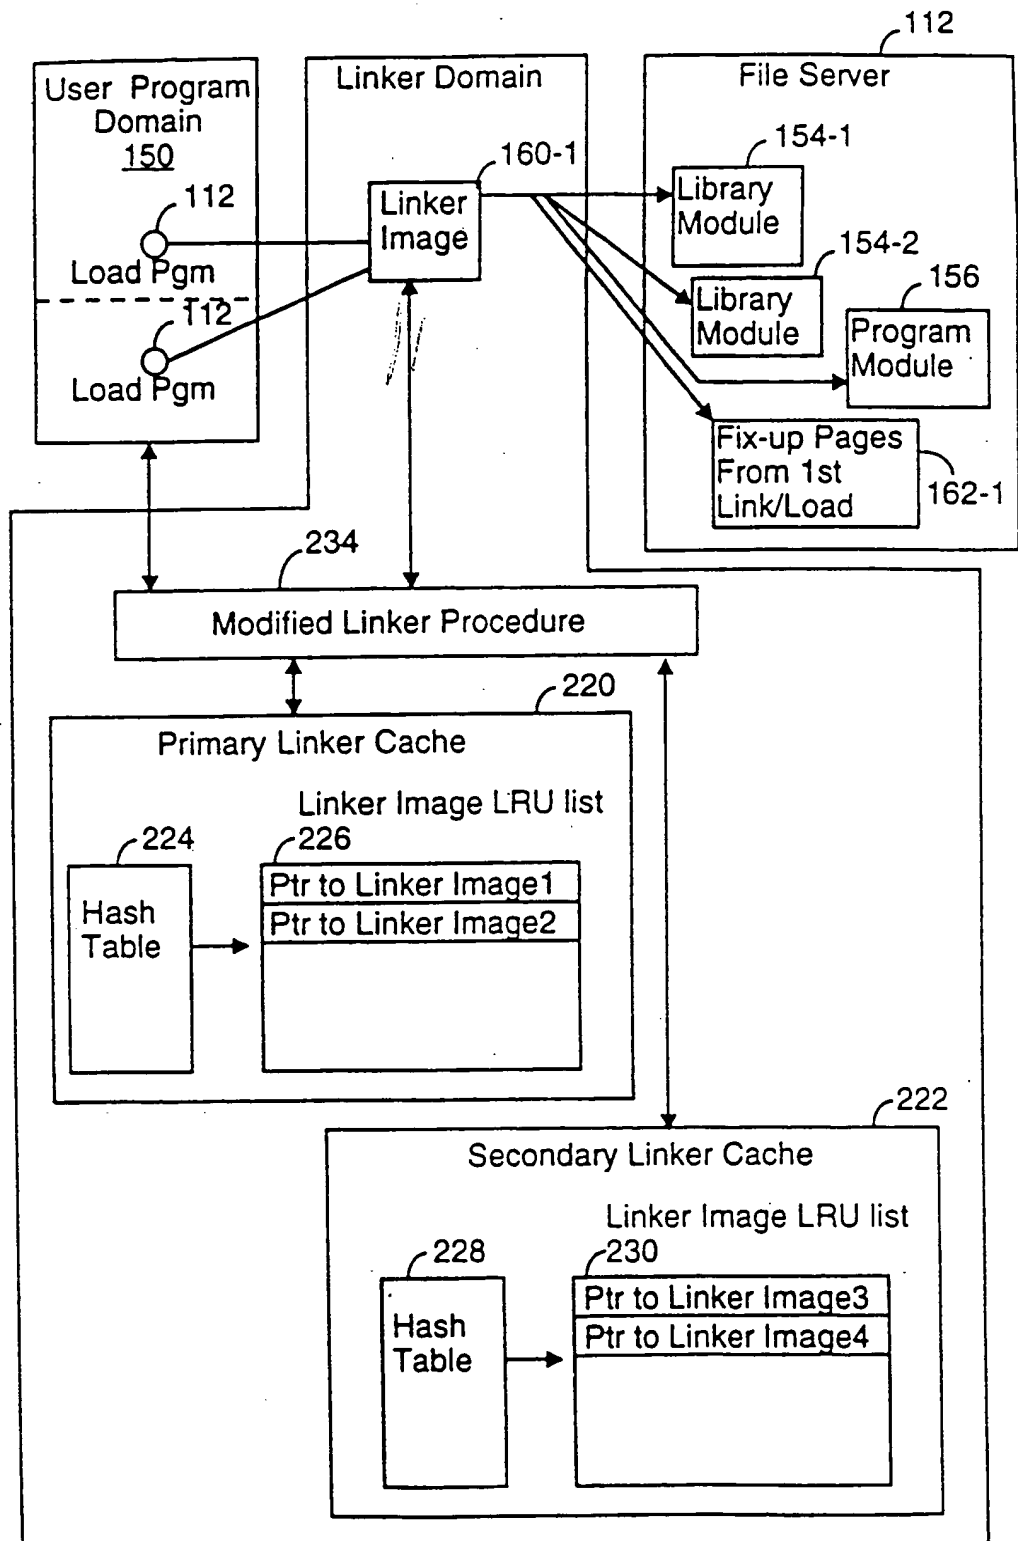 112
User Program
Domain
150
Linker Domain
File Server
160-1
154-1
112
Linker
Image
Library
Module
Load Pgm
154-2
156
112
Library
Module
Program
Module
Load Pgm
Fix-up Pages
From 1st
Link/Load
162-1
234
Modified Linker Procedure
220
Primary Linker Cache
Linker Image LRU list
224
226
Hash
Table
Ptr to Linker Image1
Ptr to Linker Image2
222
Secondary Linker Cache
Linker Image LRU list
228
230
Hash
Table
Ptr to Linker Image3
Ptr to Linker Image4